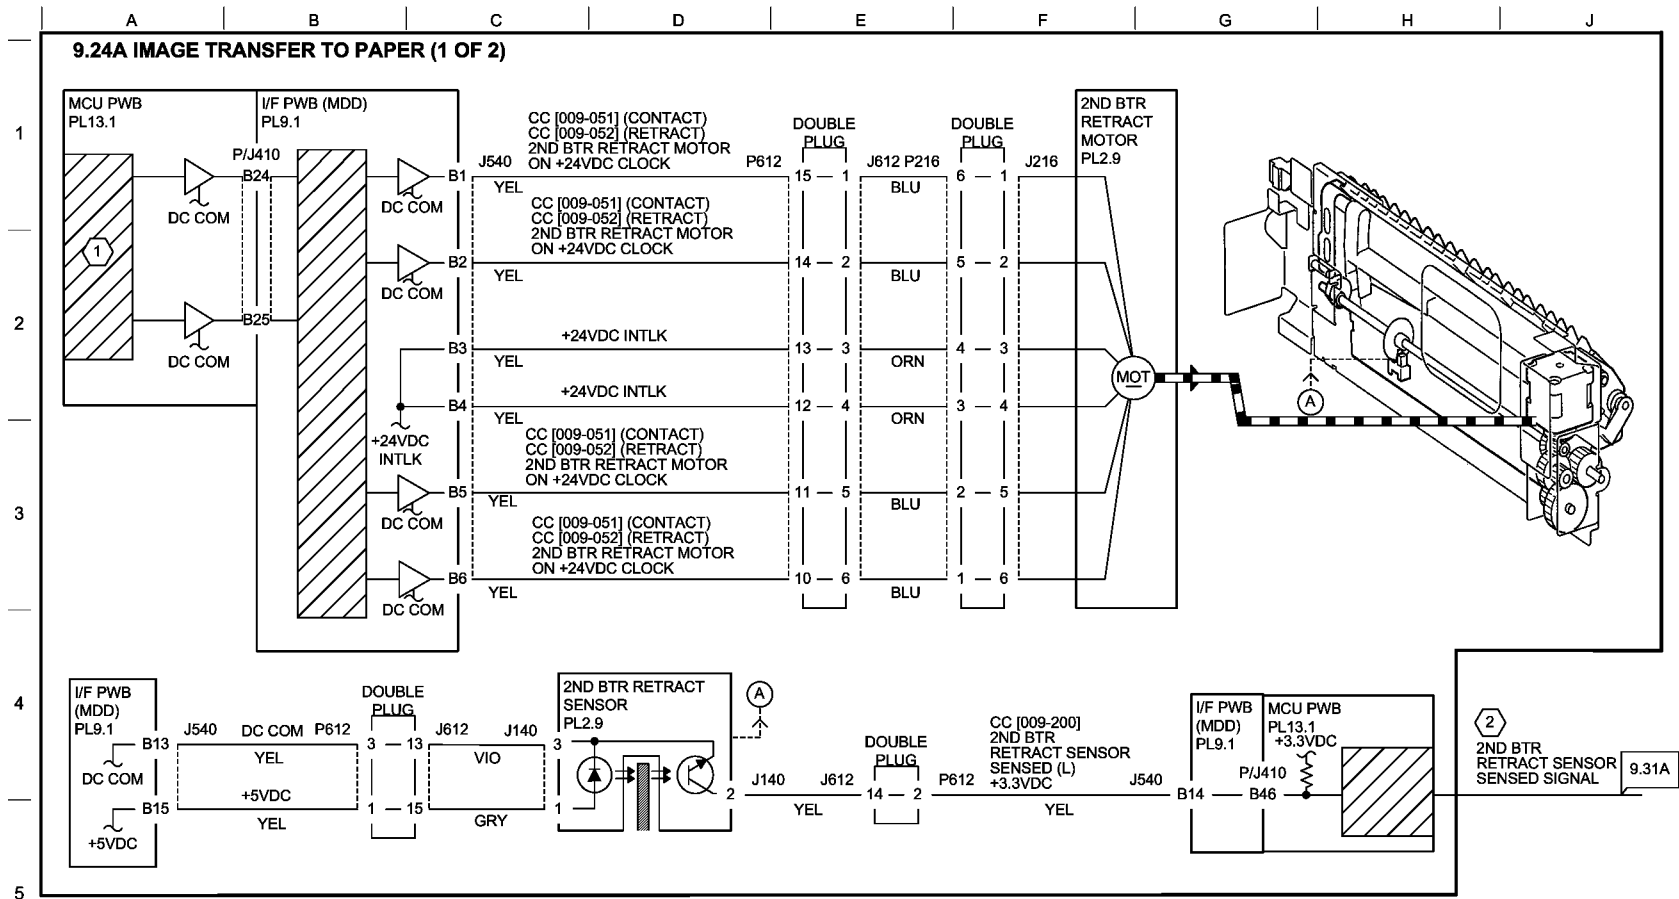 A B C D E F G H J
9.24A IMAGE TRANSFER TO PAPER (1 OF 2)
1
2
3
4
5
MCU PWB
PL13.1
1
DC COM
DC COM
I/F PWB (MDD)
PL9.1
P/J410
B24
B25
DC COM
DC COM
+24VDC
INTLK
DC COM
DC COM
B1
B2
B3
B4
B5
B6
J540
CC [009-051] (CONTACT)
CC [009-052] (RETRACT)
2ND BTR RETRACT MOTOR
ON +24VDC CLOCK
YEL
CC [009-051] (CONTACT)
CC [009-052] (RETRACT)
2ND BTR RETRACT MOTOR
ON +24VDC CLOCK
YEL
+24VDC INTLK
YEL
+24VDC INTLK
YEL
CC [009-051] (CONTACT)
CC [009-052] (RETRACT)
2ND BTR RETRACT MOTOR
ON +24VDC CLOCK
YEL
CC [009-051] (CONTACT)
CC [009-052] (RETRACT)
2ND BTR RETRACT MOTOR
ON +24VDC CLOCK
YEL
P612
DOUBLE
PLUG
J612 P216
DOUBLE
PLUG
J216
15 1 BLU 6 1
14 2 BLU 5 2
13 3 ORN 4 3
12 4 ORN 3 4
11 5 BLU 2 5
10 6 BLU 1 6
2ND BTR
RETRACT
MOTOR
PL2.9
MOT
A
I/F PWB
(MDD)
PL9.1
B13
DC COM
B15
+5VDC
J540
DC COM
YEL
+5VDC
YEL
P612
DOUBLE
PLUG
3 13
1 15
J612
VIO
GRY
J140
3
1
2ND BTR RETRACT
SENSOR
PL2.9
2
A
J140
YEL
J612
DOUBLE
PLUG
14 2
P612
CC [009-200]
2ND BTR
RETRACT SENSOR
SENSED (L)
+3.3VDC
YEL
J540
I/F PWB
(MDD)
PL9.1
B14
MCU PWB
PL13.1
+3.3VDC
P/J410
B46
2
2ND BTR
RETRACT SENSOR
SENSED SIGNAL
9.31A